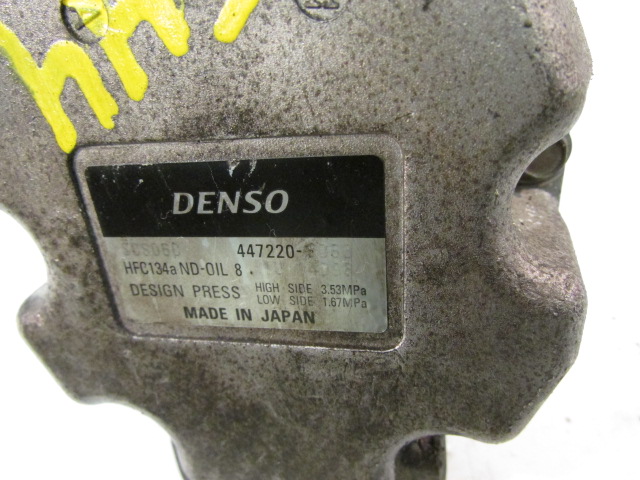 DENSO
447220-
HFC134a ND-OIL 8
DESIGN PRESS HIGH SIDE 3.53MPa
LOW SIDE 1.67MPa
MADE IN JAPAN